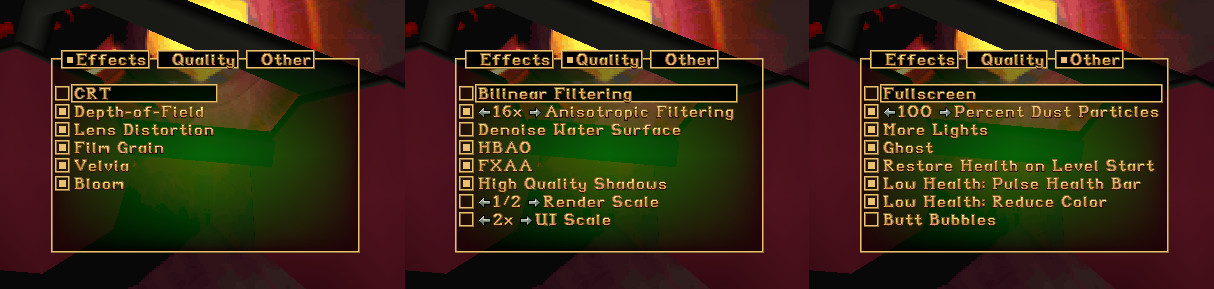 Effects Quality Other
CRT
Depth-of-Field
Lens Distortion
Film Grain
Velvia
Bloom
Effects Quality Other
Bilinear Filtering
←16x → Anisotropic Filtering
Denoise Water Surface
HBAO
FXAA
High Quality Shadows
←1/2 → Render Scale
←2x → UI Scale
Effects Quality Other
Fullscreen
←100 → Percent Dust Particles
More Lights
Ghost
Restore Health on Level Start
Low Health: Pulse Health Bar
Low Health: Reduce Color
Butt Bubbles